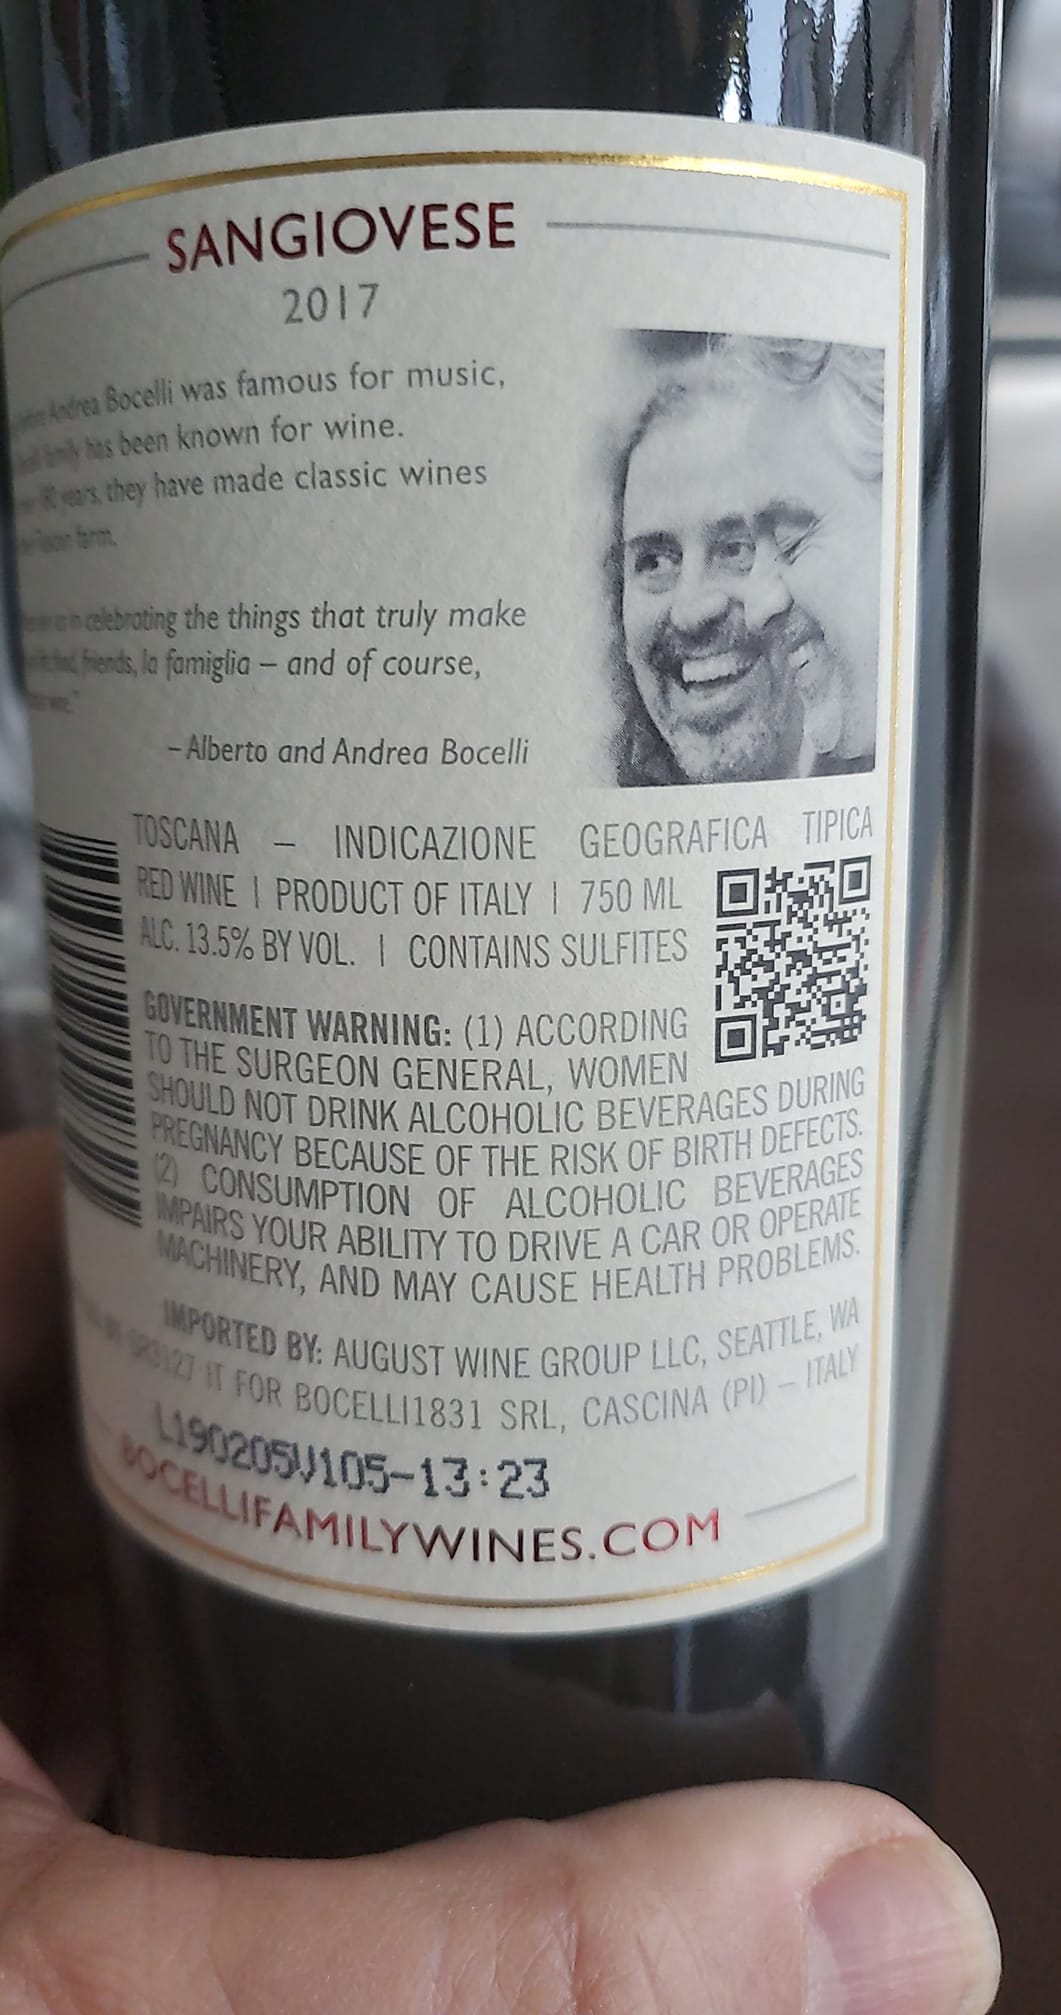 SANGIOVESE
2017
Andrea Bocelli was famous for music,
family has been known for wine.
years, they have made classic wines
farm.
in celebrating the things that truly make
friends, la famiglia – and of course,
wine."
– Alberto and Andrea Bocelli
TOSCANA – INDICAZIONE GEOGRAFICA TIPICA
RED WINE | PRODUCT OF ITALY | 750 ML
ALC. 13.5% BY VOL. | CONTAINS SULFITES
GOVERNMENT WARNING: (1) ACCORDING
TO THE SURGEON GENERAL, WOMEN
SHOULD NOT DRINK ALCOHOLIC BEVERAGES DURING
PREGNANCY BECAUSE OF THE RISK OF BIRTH DEFECTS.
(2) CONSUMPTION OF ALCOHOLIC BEVERAGES
IMPAIRS YOUR ABILITY TO DRIVE A CAR OR OPERATE
MACHINERY, AND MAY CAUSE HEALTH PROBLEMS.
IMPORTED BY: AUGUST WINE GROUP LLC, SEATTLE, WA
IT FOR BOCELLI1831 SRL, CASCINA (PI) – ITALY
L190205V105-13:23
BOCELLIFAMILYWINES.COM